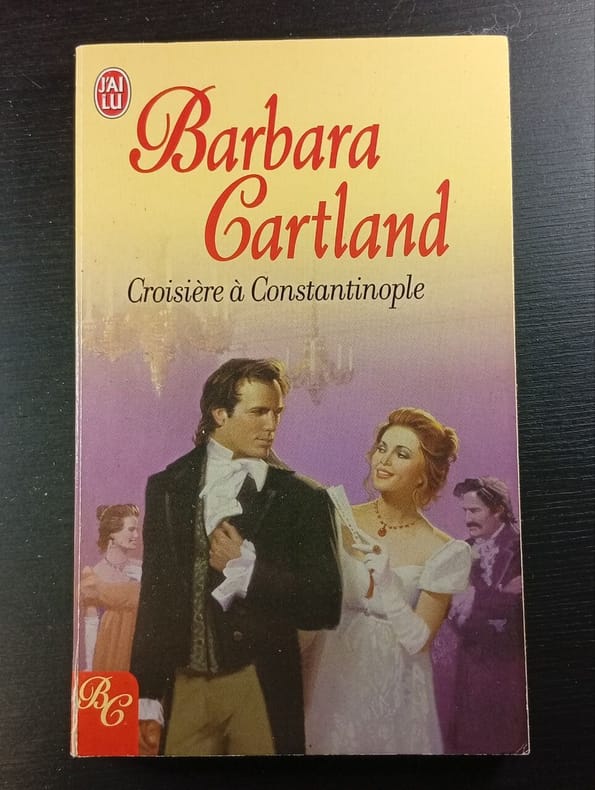 J'AI
LU
Barbara
Cartland
Croisière à Constantinople
BC